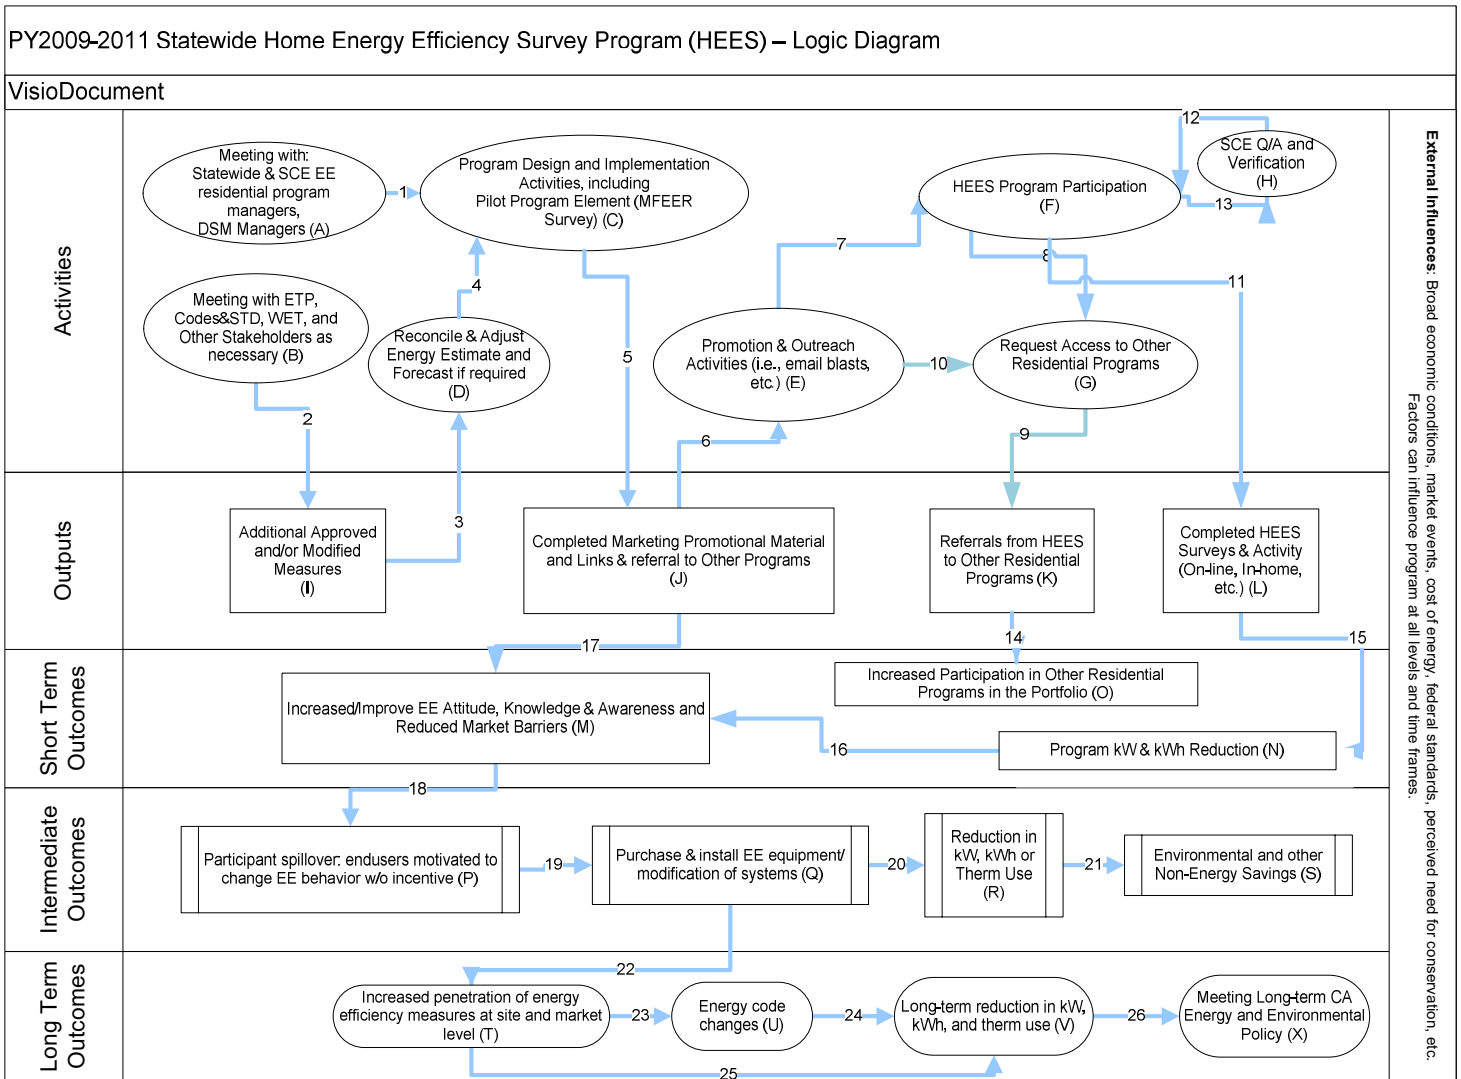 PY2009-2011 Statewide Home Energy Efficiency Survey Program (HEES) – Logic Diagram
VisioDocument
Activities
Meeting with:
Statewide & SCE EE
residential program
managers,
DSM Managers (A)
1
Program Design and Implementation
Activities, including
Pilot Program Element (MFEER
Survey) (C)
HEES Program Participation
(F)
12
SCE Q/A and
Verification
(H)
13
7
8
11
4
Meeting with ETP,
Codes&STD, WET, and
Other Stakeholders as
necessary (B)
Reconcile & Adjust
Energy Estimate and
Forecast if required
(D)
5
Promotion & Outreach
Activities (i.e., email blasts,
etc.) (E)
10
Request Access to Other
Residential Programs
(G)
2
6
9
Outputs
3
Additional Approved
and/or Modified
Measures
(I)
Completed Marketing Promotional Material
and Links & referral to Other Programs
(J)
Referrals from HEES
to Other Residential
Programs (K)
Completed HEES
Surveys & Activity
(On-line, In-home,
etc.) (L)
17
14
15
Short Term
Outcomes
Increased/Improve EE Attitude, Knowledge & Awareness and
Reduced Market Barriers (M)
Increased Participation in Other Residential
Programs in the Portfolio (O)
16
Program kW & kWh Reduction (N)
18
Intermediate
Outcomes
Participant spillover: endusers motivated to
change EE behavior w/o incentive (P)
19
Purchase & install EE equipment/
modification of systems (Q)
20
Reduction in
kW, kWh or
Therm Use
(R)
21
Environmental and other
Non-Energy Savings (S)
22
Long Term
Outcomes
Increased penetration of energy
efficiency measures at site and market
level (T)
23
Energy code
changes (U)
24
Long-term reduction in kW,
kWh, and therm use (V)
26
Meeting Long-term CA
Energy and Environmental
Policy (X)
25
External Influences: Broad economic conditions, market events, cost of energy, federal standards, perceived need for conservation, etc.
Factors can influence program at all levels and time frames.